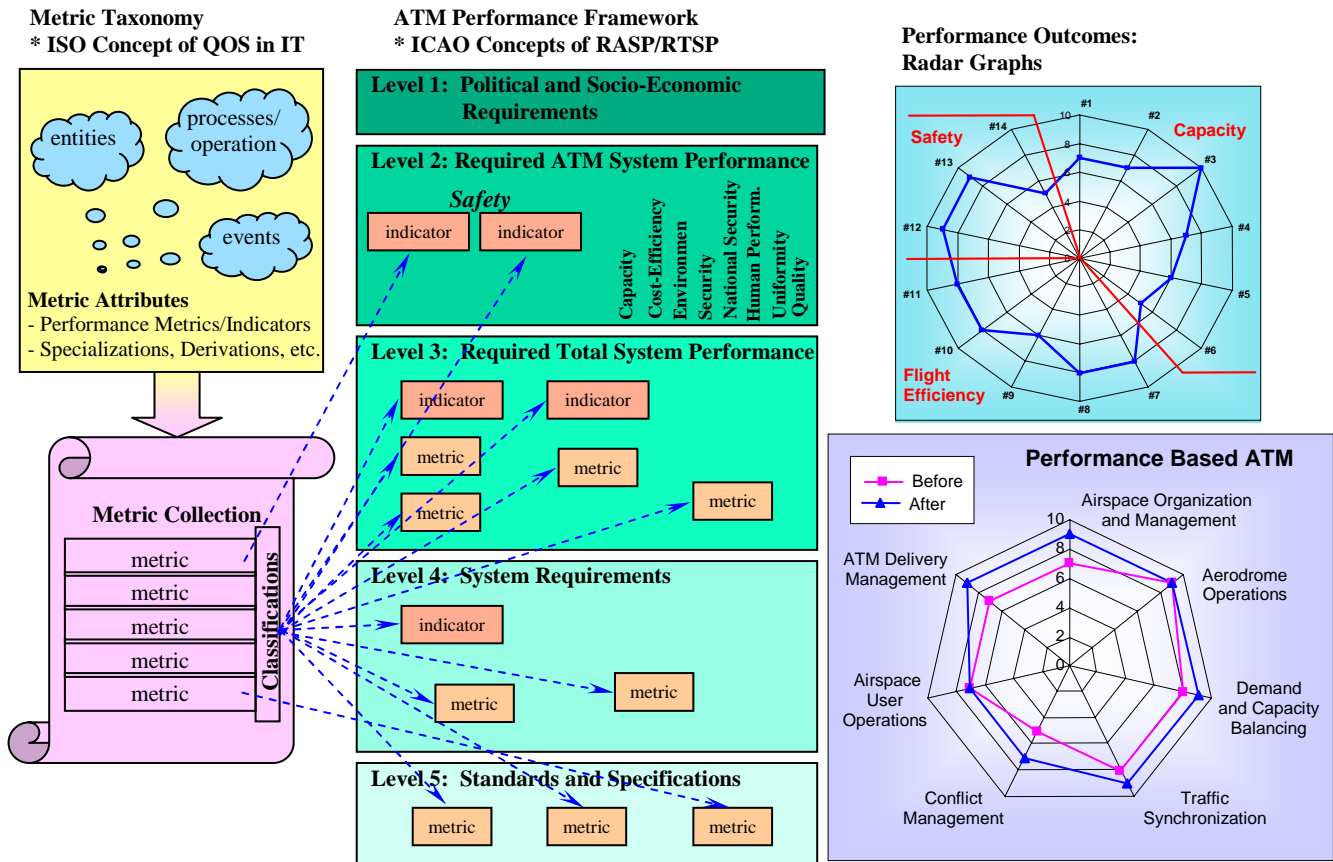 Metric Taxonomy
* ISO Concept of QOS in IT
entities
processes/
operation
events
Metric Attributes
- Performance Metrics/Indicators
- Specializations, Derivations, etc.
Metric Collection
metric
metric
metric
metric
metric
Classifications
ATM Performance Framework
* ICAO Concepts of RASP/RTSP
Level 1: Political and Socio-Economic
Requirements
Level 2: Required ATM System Performance
Safety
indicator
indicator
Capacity
Cost-Efficiency
Environmen
Security
National Security
Human Perform.
Uniformity
Quality
Level 3: Required Total System Performance
indicator
indicator
metric
metric
metric
metric
Level 4: System Requirements
indicator
metric
metric
Level 5: Standards and Specifications
metric
metric
metric
Performance Outcomes:
Radar Graphs
Safety
Capacity
Flight
Efficiency
#1
#2
#3
#4
#5
#6
#7
#8
#9
#10
#11
#12
#13
#14
10
8
6
4
2
0
Performance Based ATM
Before
After
Airspace Organization
and Management
Aerodrome
Operations
Demand
and Capacity
Balancing
Traffic
Synchronization
Conflict
Management
Airspace
User
Operations
ATM Delivery
Management
10
8
6
4
2
0